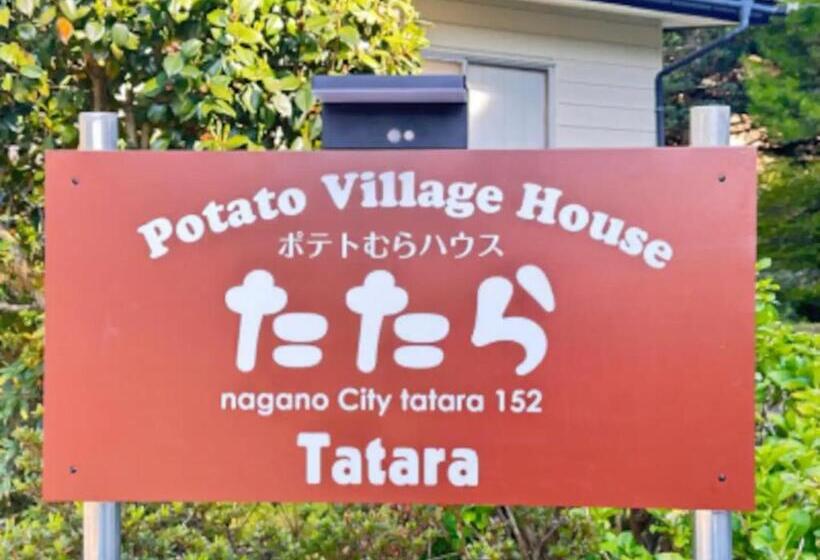 Potato Village House
ポテトむらハウス
たたら
nagano City tatara 152
Tatara